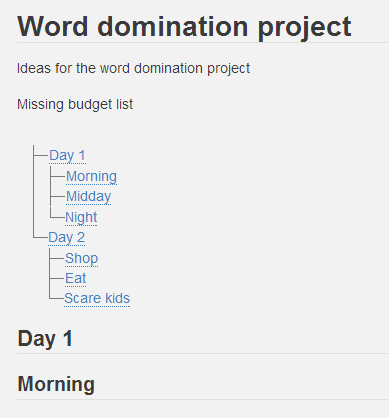 Word domination project
Ideas for the word domination project
Missing budget list
Day 1
Morning
Midday
Night
Day 2
Shop
Eat
Scare kids
Day 1
Morning